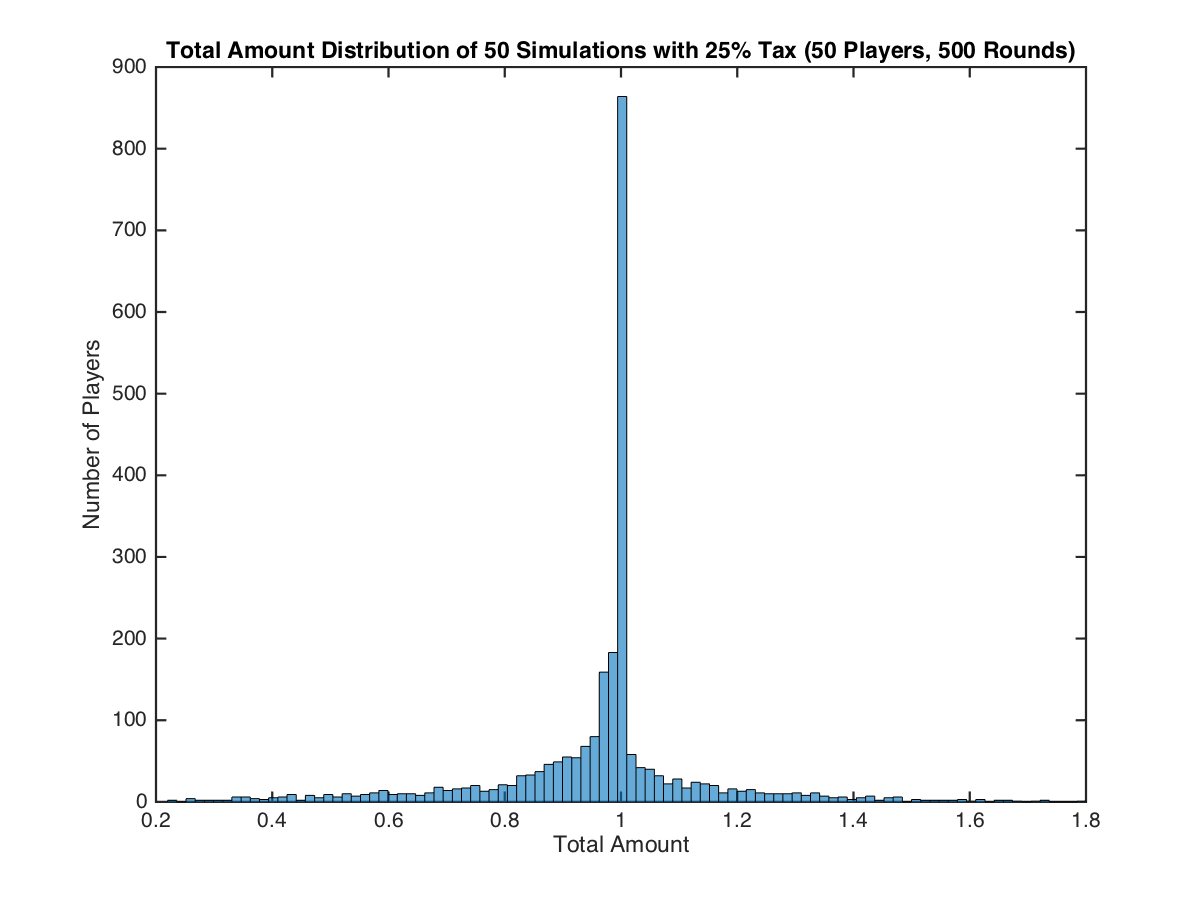 Total Amount Distribution of 50 Simulations with 25% Tax (50 Players, 500 Rounds)
900
800
700
600
500
400
300
200
100
0
Number of Players
0.2 0.4 0.6 0.8 1 1.2 1.4 1.6 1.8
Total Amount